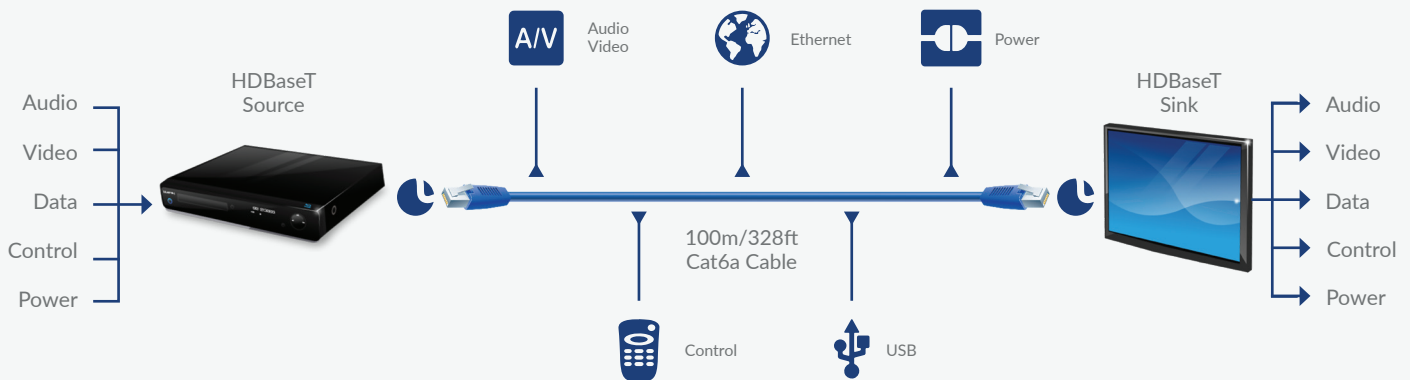 A/V
Audio
Video
Ethernet
Power
HDBaseT
Source
HDBaseT
Sink
Audio
Video
Data
Control
Power
100m/328ft
Cat6a Cable
Audio
Video
Data
Control
Power
Control
USB